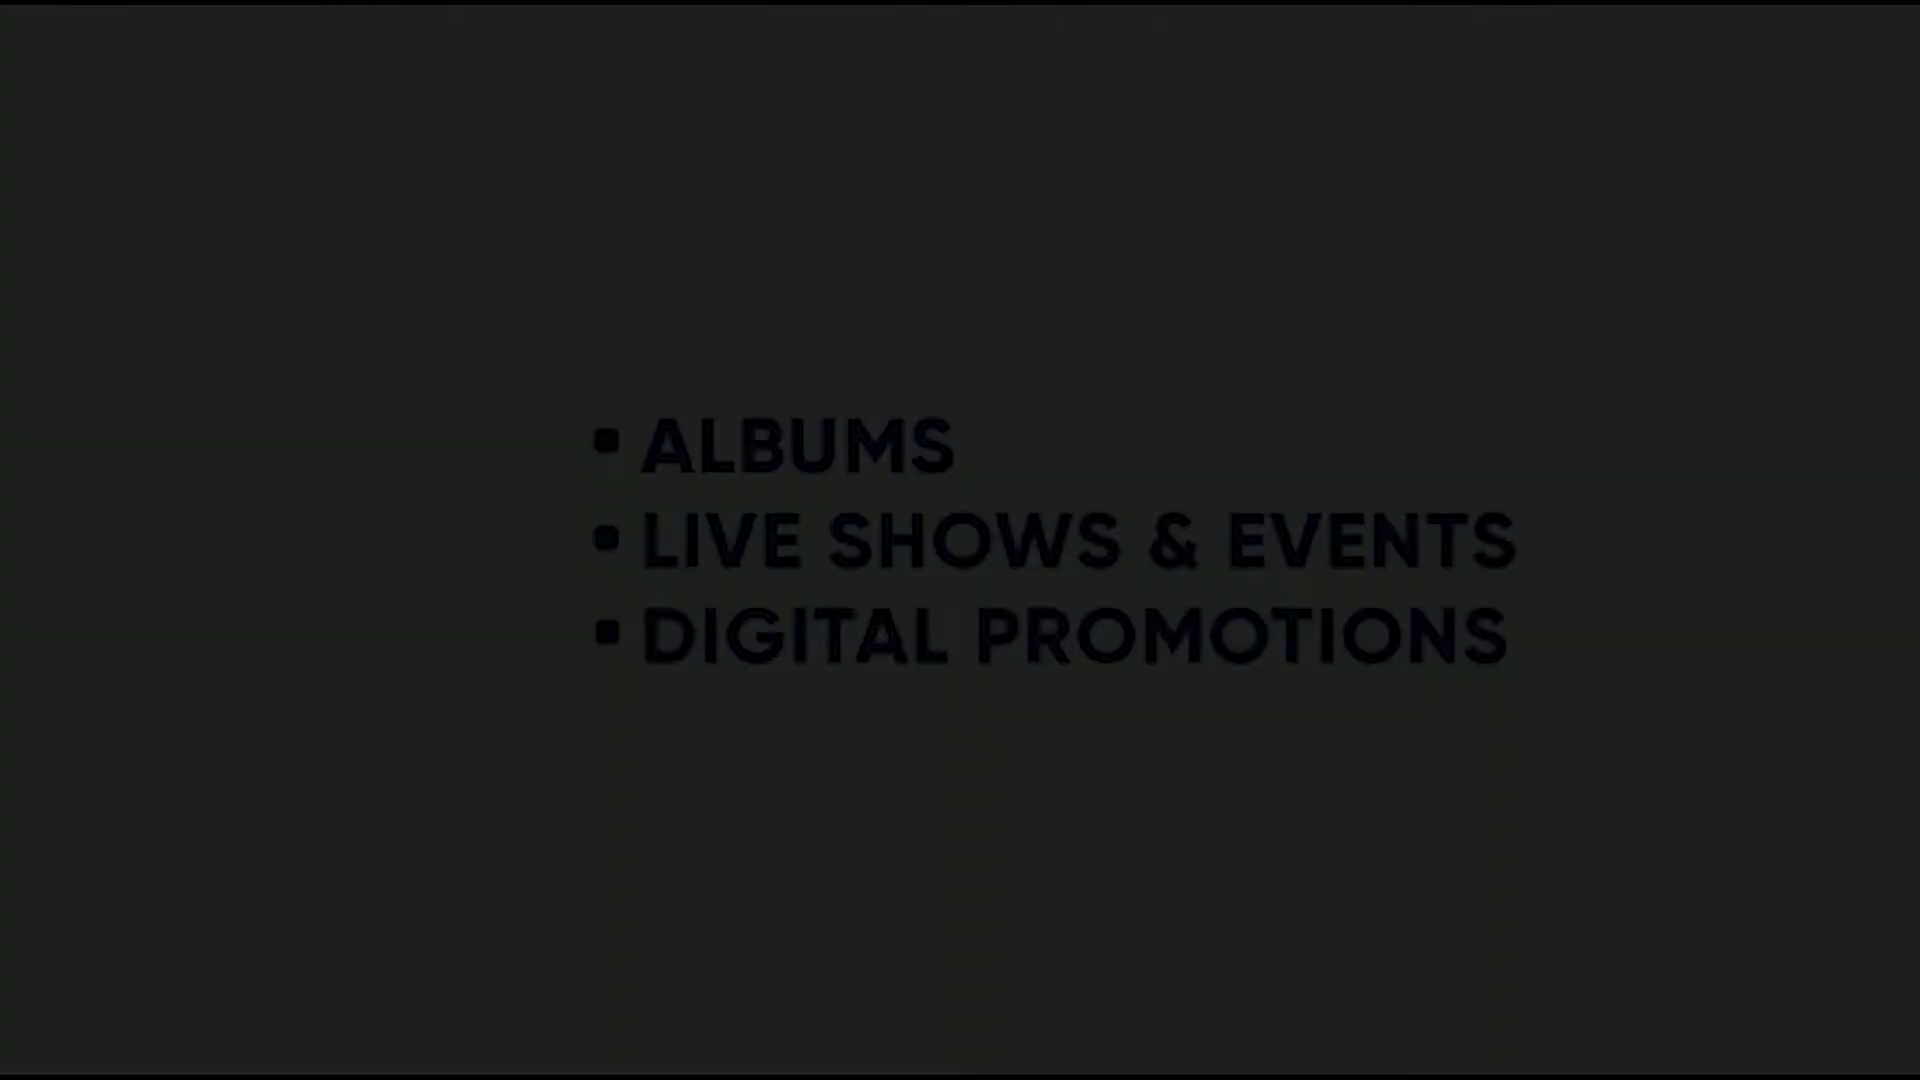 • ALBUMS
• LIVE SHOWS & EVENTS
• DIGITAL PROMOTIONS